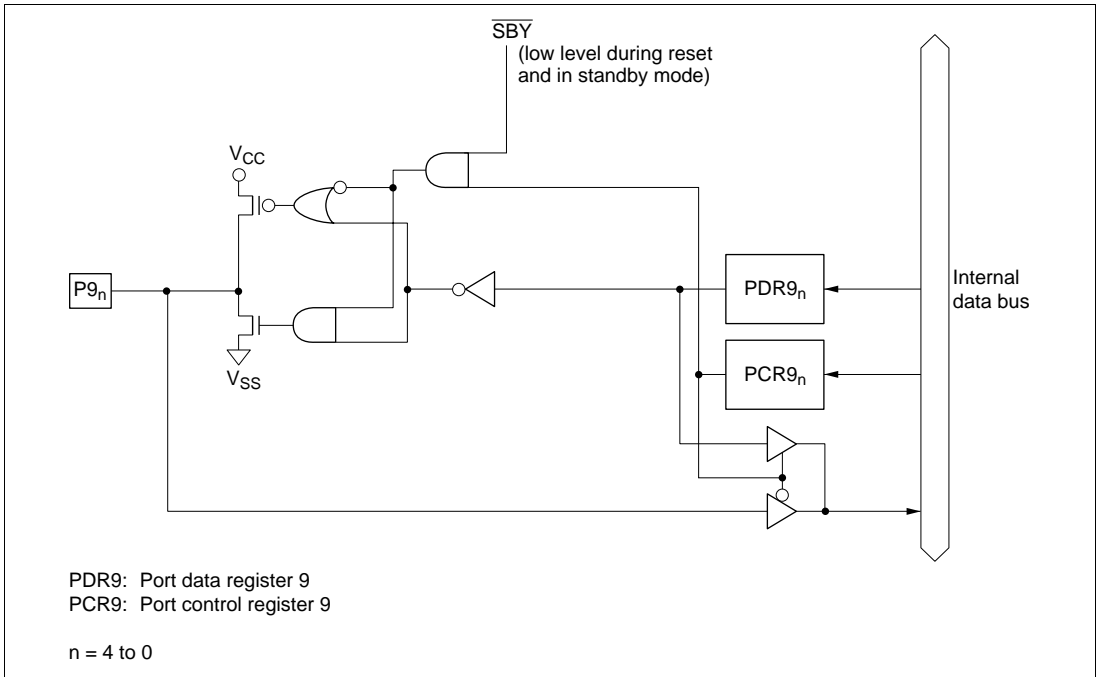 SBY
(low level during reset
and in standby mode)
VCC
P9n
VSS
PDR9n
PCR9n
Internal
data bus
PDR9: Port data register 9
PCR9: Port control register 9
n = 4 to 0